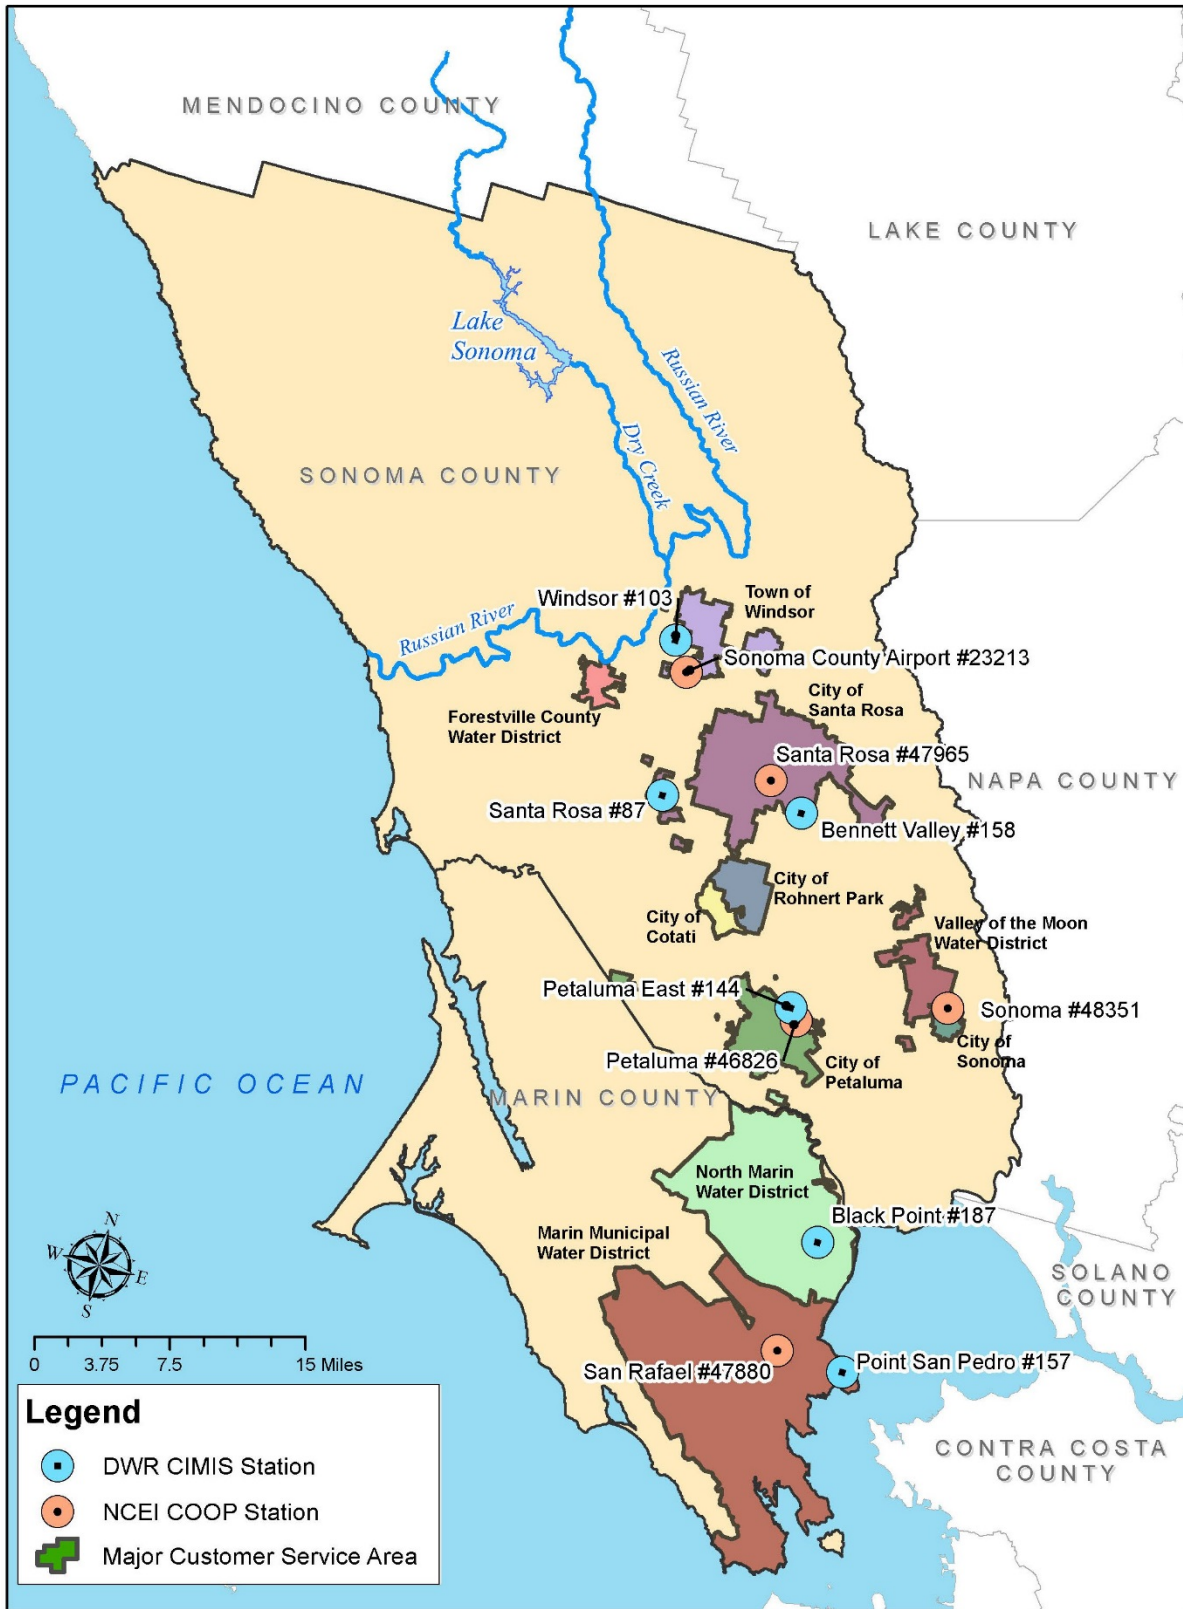 MENDOCINO COUNTY
LAKE COUNTY
Lake
Sonoma
Russian River
Dry Creek
SONOMA COUNTY
Windsor #103
Town of
Windsor
Russian River
Sonoma County Airport #23213
City of
Santa Rosa
Forestville County
Water District
Santa Rosa #47965
NAPA COUNTY
Santa Rosa #87
Bennett Valley #158
City of
Rohnert Park
City of
Cotati
Valley of the Moon
Water District
Petaluma East #144
Sonoma #48351
City of
Sonoma
Petaluma #46826
City of
Petaluma
PACIFIC OCEAN
MARIN COUNTY
North Marin
Water District
Black Point #187
Marin Municipal
Water District
N
W
E
S
SOLANO
COUNTY
0 3.75 7.5 15 Miles
San Rafael #47880
Point San Pedro #157
CONTRA COSTA
COUNTY
Legend
DWR CIMIS Station
NCEI COOP Station
Major Customer Service Area